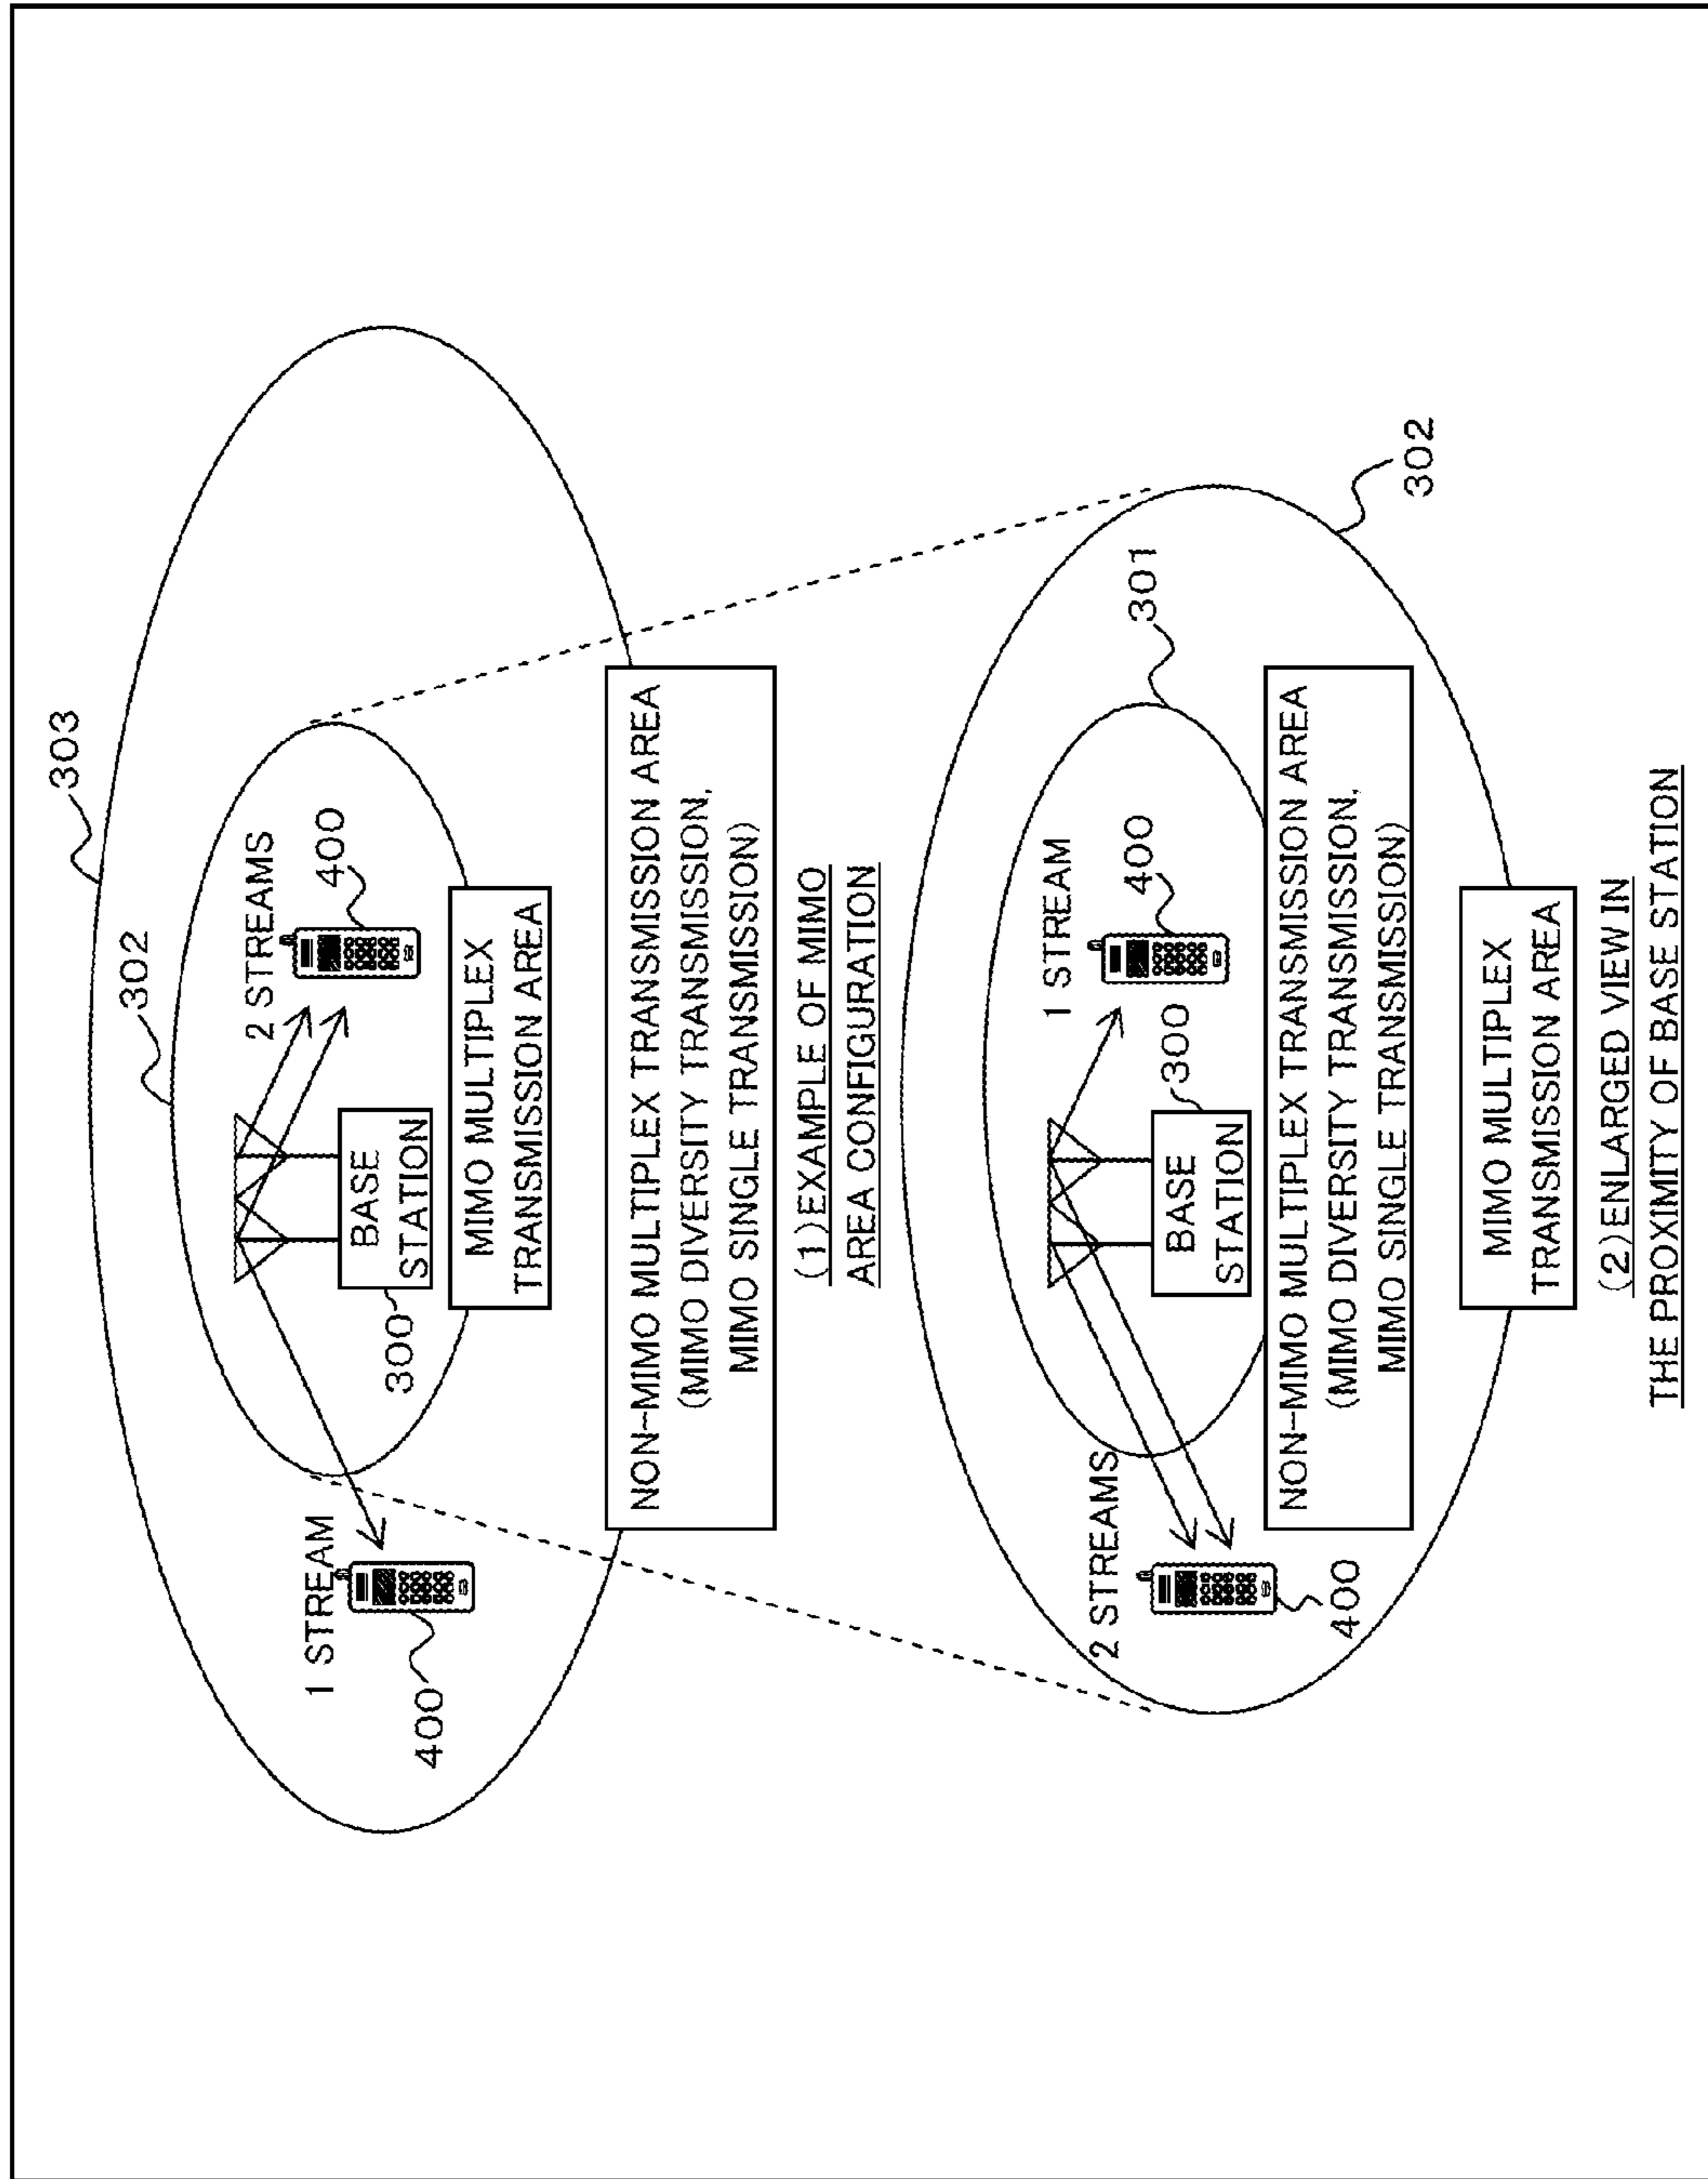 303
302
2 STREAMS
400
1 STREAM
400
BASE
STATION
300
MIMO MULTIPLEX
TRANSMISSION AREA
NON-MIMO MULTIPLEX TRANSMISSION AREA
(MIMO DIVERSITY TRANSMISSION,
MIMO SINGLE TRANSMISSION)
(1)EXAMPLE OF MIMO
AREA CONFIGURATION
302
301
1 STREAM
400
300
BASE
STATION
2 STREAMS
400
NON-MIMO MULTIPLEX TRANSMISSION AREA
(MIMO DIVERSITY TRANSMISSION,
MIMO SINGLE TRANSMISSION)
MIMO MULTIPLEX
TRANSMISSION AREA
(2)ENLARGED VIEW IN
THE PROXIMITY OF BASE STATION